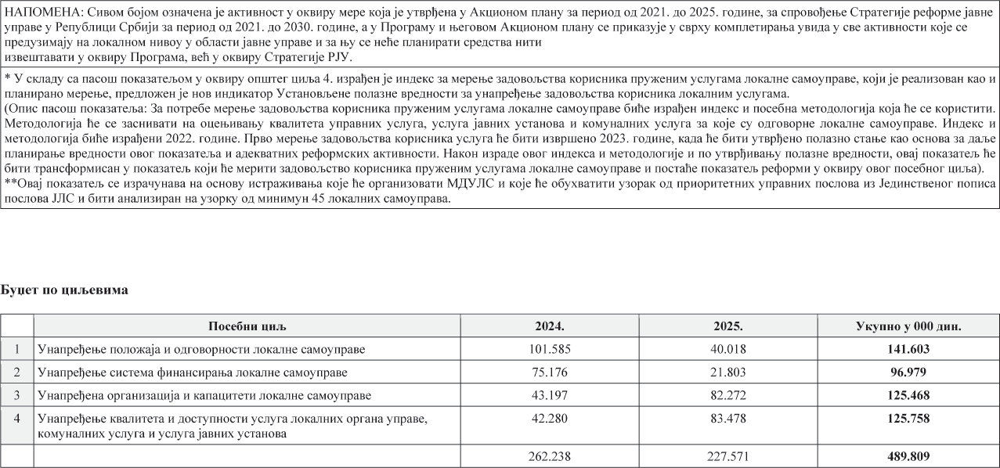 НАПОМЕНА: Сивом бојом означена је активност у оквиру мере која је утврђена у Акционом плану за период од 2021. до 2025. године, за спровођење Стратегије реформе јавне
управе у Републици Србији за период од 2021. до 2030. године, а у Програму и његовом Акционом плану се приказује у сврху комплетирања увида у све активности које се
предузимају на локалном нивоу у области јавне управе и за њу се неће планирати средства нити
извештавати у оквиру Програма, већ у оквиру Стратегије РЈУ.
* У складу са пасош показатељом у оквиру општег циља 4. израђен је индекс за мерење задовољства корисника пруженим услугама локалне самоуправе, који је реализован као и
планирано мерење, предложен је нов индикатор Установљене полазне вредности за унапређење задовољства корисника локалним услугама.
(Опис пасош показатеља: За потребе мерење задовољства корисника пруженим услугама локалне самоуправе биће израђен индекс и посебна методологија која ће се користити.
Методологија ће се заснивати на оцењивању квалитета управних услуга, услуга јавних установа и комуналних услуга за које су одговорне локалне самоуправе. Индекс и
методологија биће израђени 2022. године. Прво мерење задовољства корисника услуга ће бити извршено 2023. године, када ће бити утврђено полазно стање као основа за даље
планирање вредности овог показатеља и адекватних реформских активности. Након израде овог индекса и методологије и по утврђивању полазне вредности, овај показатељ ће
бити трансформисан у показатељ који ће мерити задовољство корисника пруженим услугама локалне самоуправе и постаће показатељ реформи у оквиру овог посебног циља).
**Овај показатељ се израчунава на основу истраживања које ће организовати МДУЛС и које ће обухватити узорак од приоритетних управних послова из Јединственог пописа
послова ЈЛС и бити анализиран на узорку од минимун 45 локалних самоуправа.
Буџет по циљевима
Посебни циљ 2024. 2025. Укупно у 000 дин.
1 Унапређење положаја и одговорности локалне самоуправе 101.585 40.018 141.603
2 Унапређење система финансирања локалне самоуправе 75.176 21.803 96.979
3 Унапређена организација и капацитети локалне самоуправе 43.197 82.272 125.468
4 Унапређење квалитета и доступности услуга локалних органа управе, 42.280 83.478 125.758
комуналних услуга и услуга јавних установа
262.238 227.571 489.809